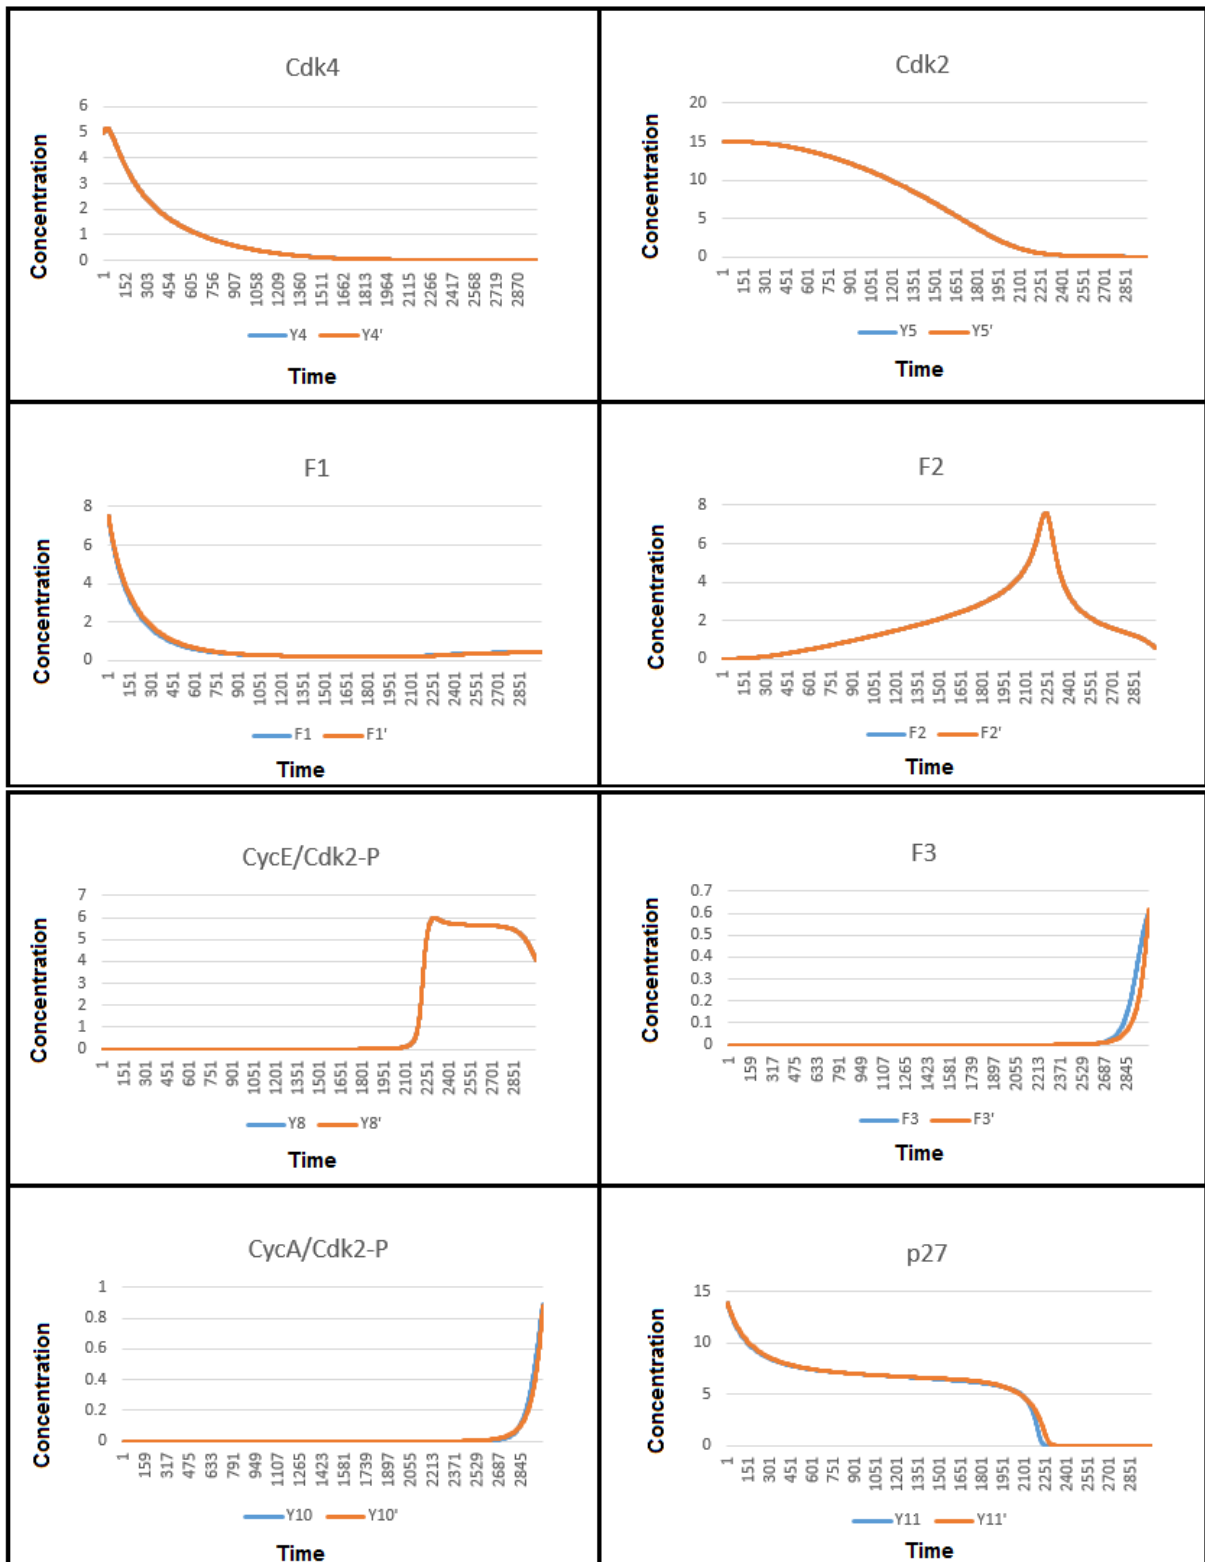 Cdk4
Concentration
6
5
4
3
2
1
0
1 152 303 454 605 756 907 1058 1209 1360 1511 1662 1813 1964 2115 2266 2417 2568 2719 2870
Y4 Y4'
Time
Cdk2
Concentration
20
15
10
5
0
1 151 301 451 601 751 901 1051 1201 1351 1501 1651 1801 1951 2101 2251 2401 2551 2701 2851
Y5 Y5'
Time
F1
Concentration
8
6
4
2
0
1 151 301 451 601 751 901 1051 1201 1351 1501 1651 1801 1951 2101 2251 2401 2551 2701 2851
F1 F1'
Time
F2
Concentration
8
6
4
2
0
1 151 301 451 601 751 901 1051 1201 1351 1501 1651 1801 1951 2101 2251 2401 2551 2701 2851
F2 F2'
Time
CycE/Cdk2-P
Concentration
7
6
5
4
3
2
1
0
1 151 301 451 601 751 901 1051 1201 1351 1501 1651 1801 1951 2101 2251 2401 2551 2701 2851
Y8 Y8'
Time
F3
Concentration
0.7
0.6
0.5
0.4
0.3
0.2
0.1
0
1 159 317 475 633 791 949 1107 1265 1423 1581 1739 1897 2055 2213 2371 2529 2687 2845
F3 F3'
Time
CycA/Cdk2-P
Concentration
1
0.8
0.6
0.4
0.2
0
1 159 317 475 633 791 949 1107 1265 1423 1581 1739 1897 2055 2213 2371 2529 2687 2845
Y10 Y10'
Time
p27
Concentration
15
10
5
0
1 151 301 451 601 751 901 1051 1201 1351 1501 1651 1801 1951 2101 2251 2401 2551 2701 2851
Y11 Y11'
Time